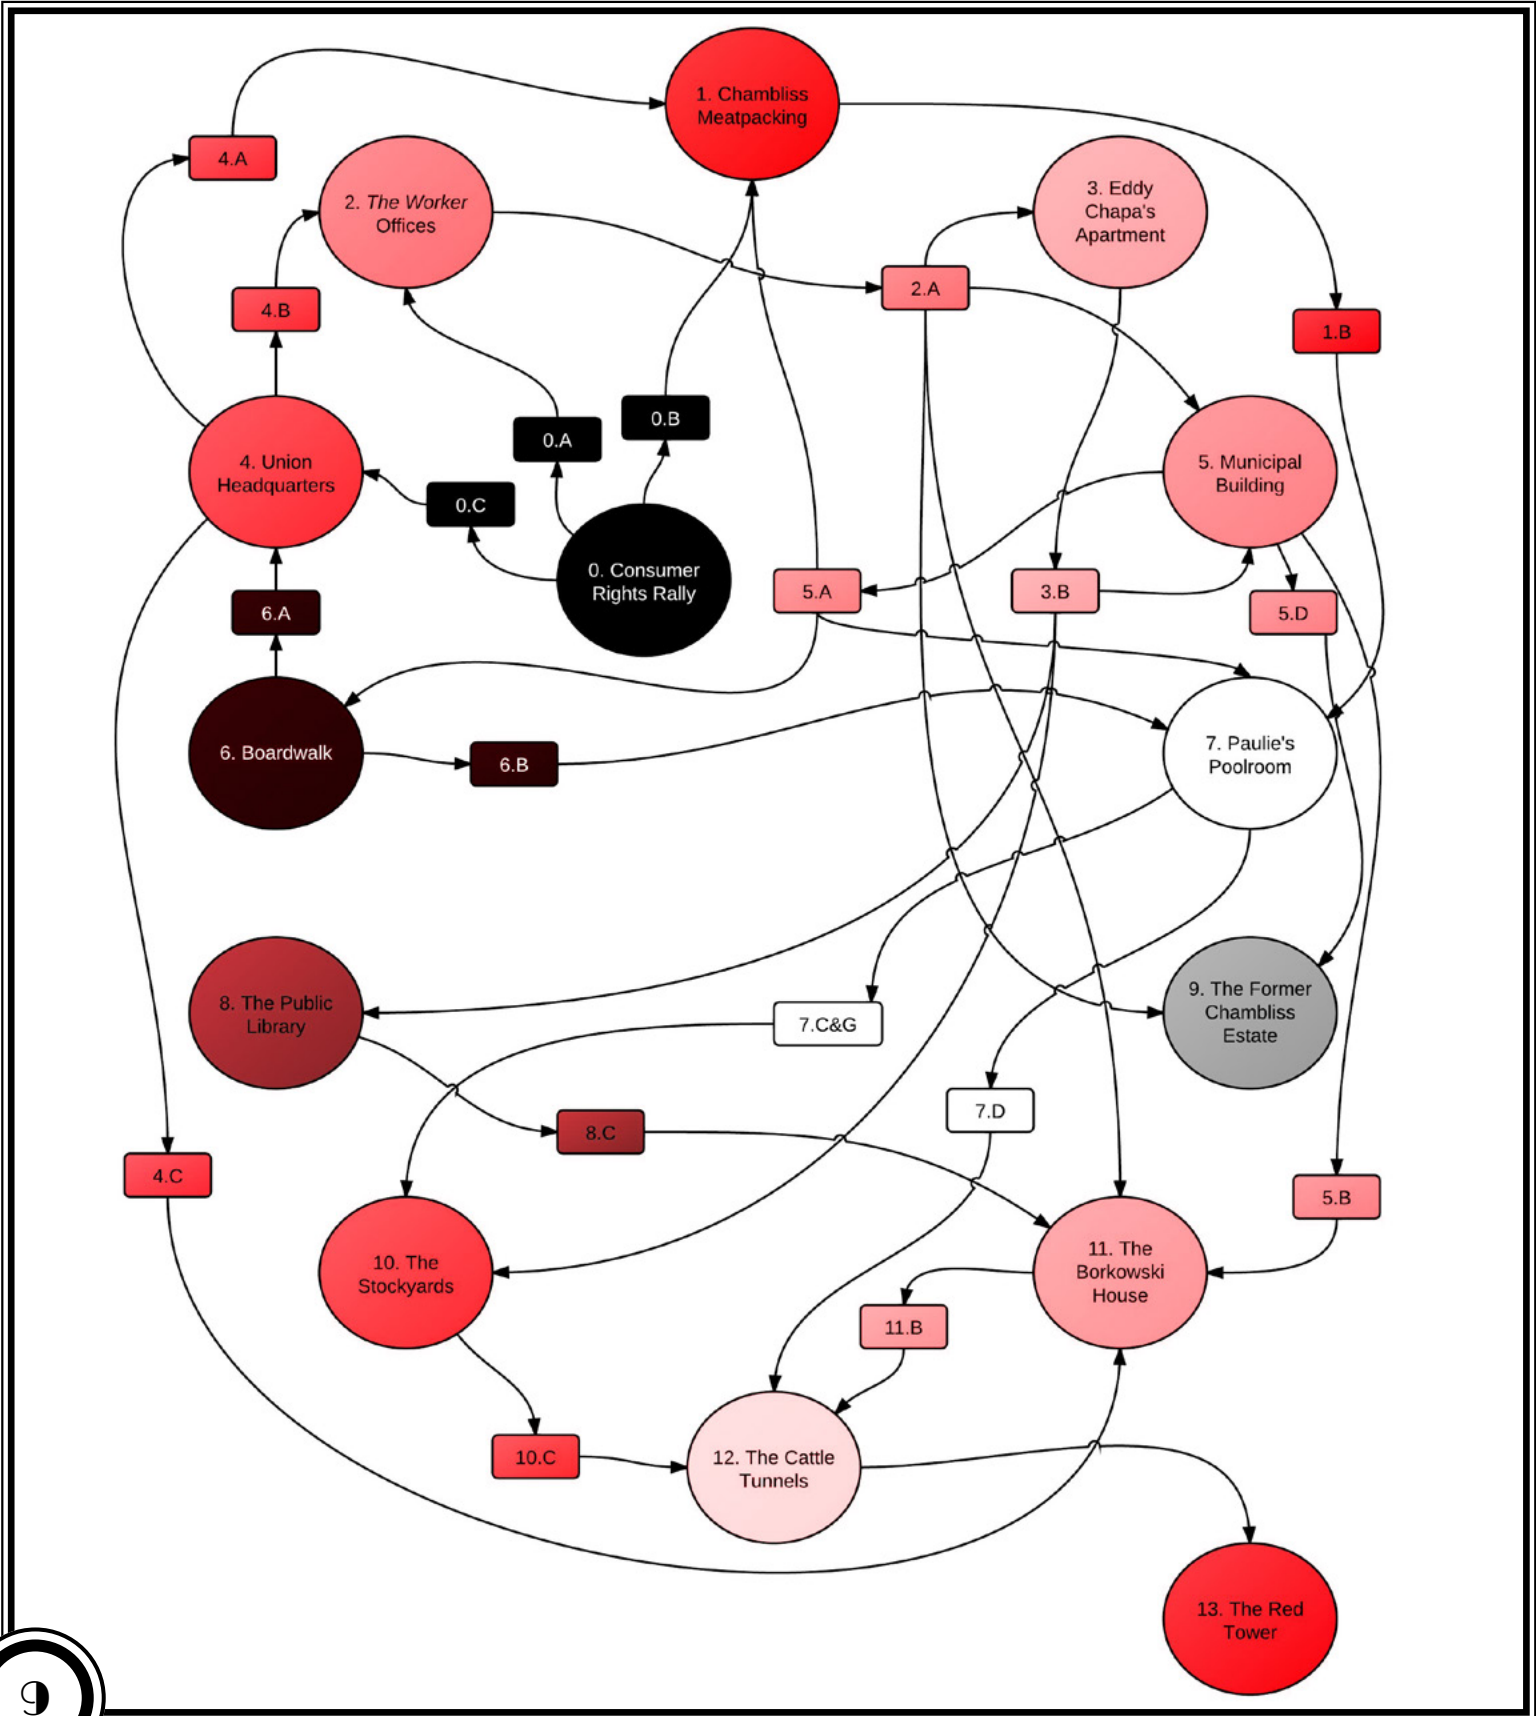 1. Chambliss
Meatpacking
4.A
2. The Worker
Offices
3. Eddy
Chapa's
Apartment
2.A
4.B
1.B
0.B
0.A
4. Union
Headquarters
0.C
5. Municipal
Building
0. Consumer
Rights Rally
5.A
3.B
5.D
6.A
6. Boardwalk
6.B
7. Paulie's
Poolroom
8. The Public
Library
7.C&G
9. The Former
Chambliss
Estate
7.D
8.C
4.C
5.B
10. The
Stockyards
11. The
Borkowski
House
11.B
10.C
12. The Cattle
Tunnels
13. The Red
Tower
9